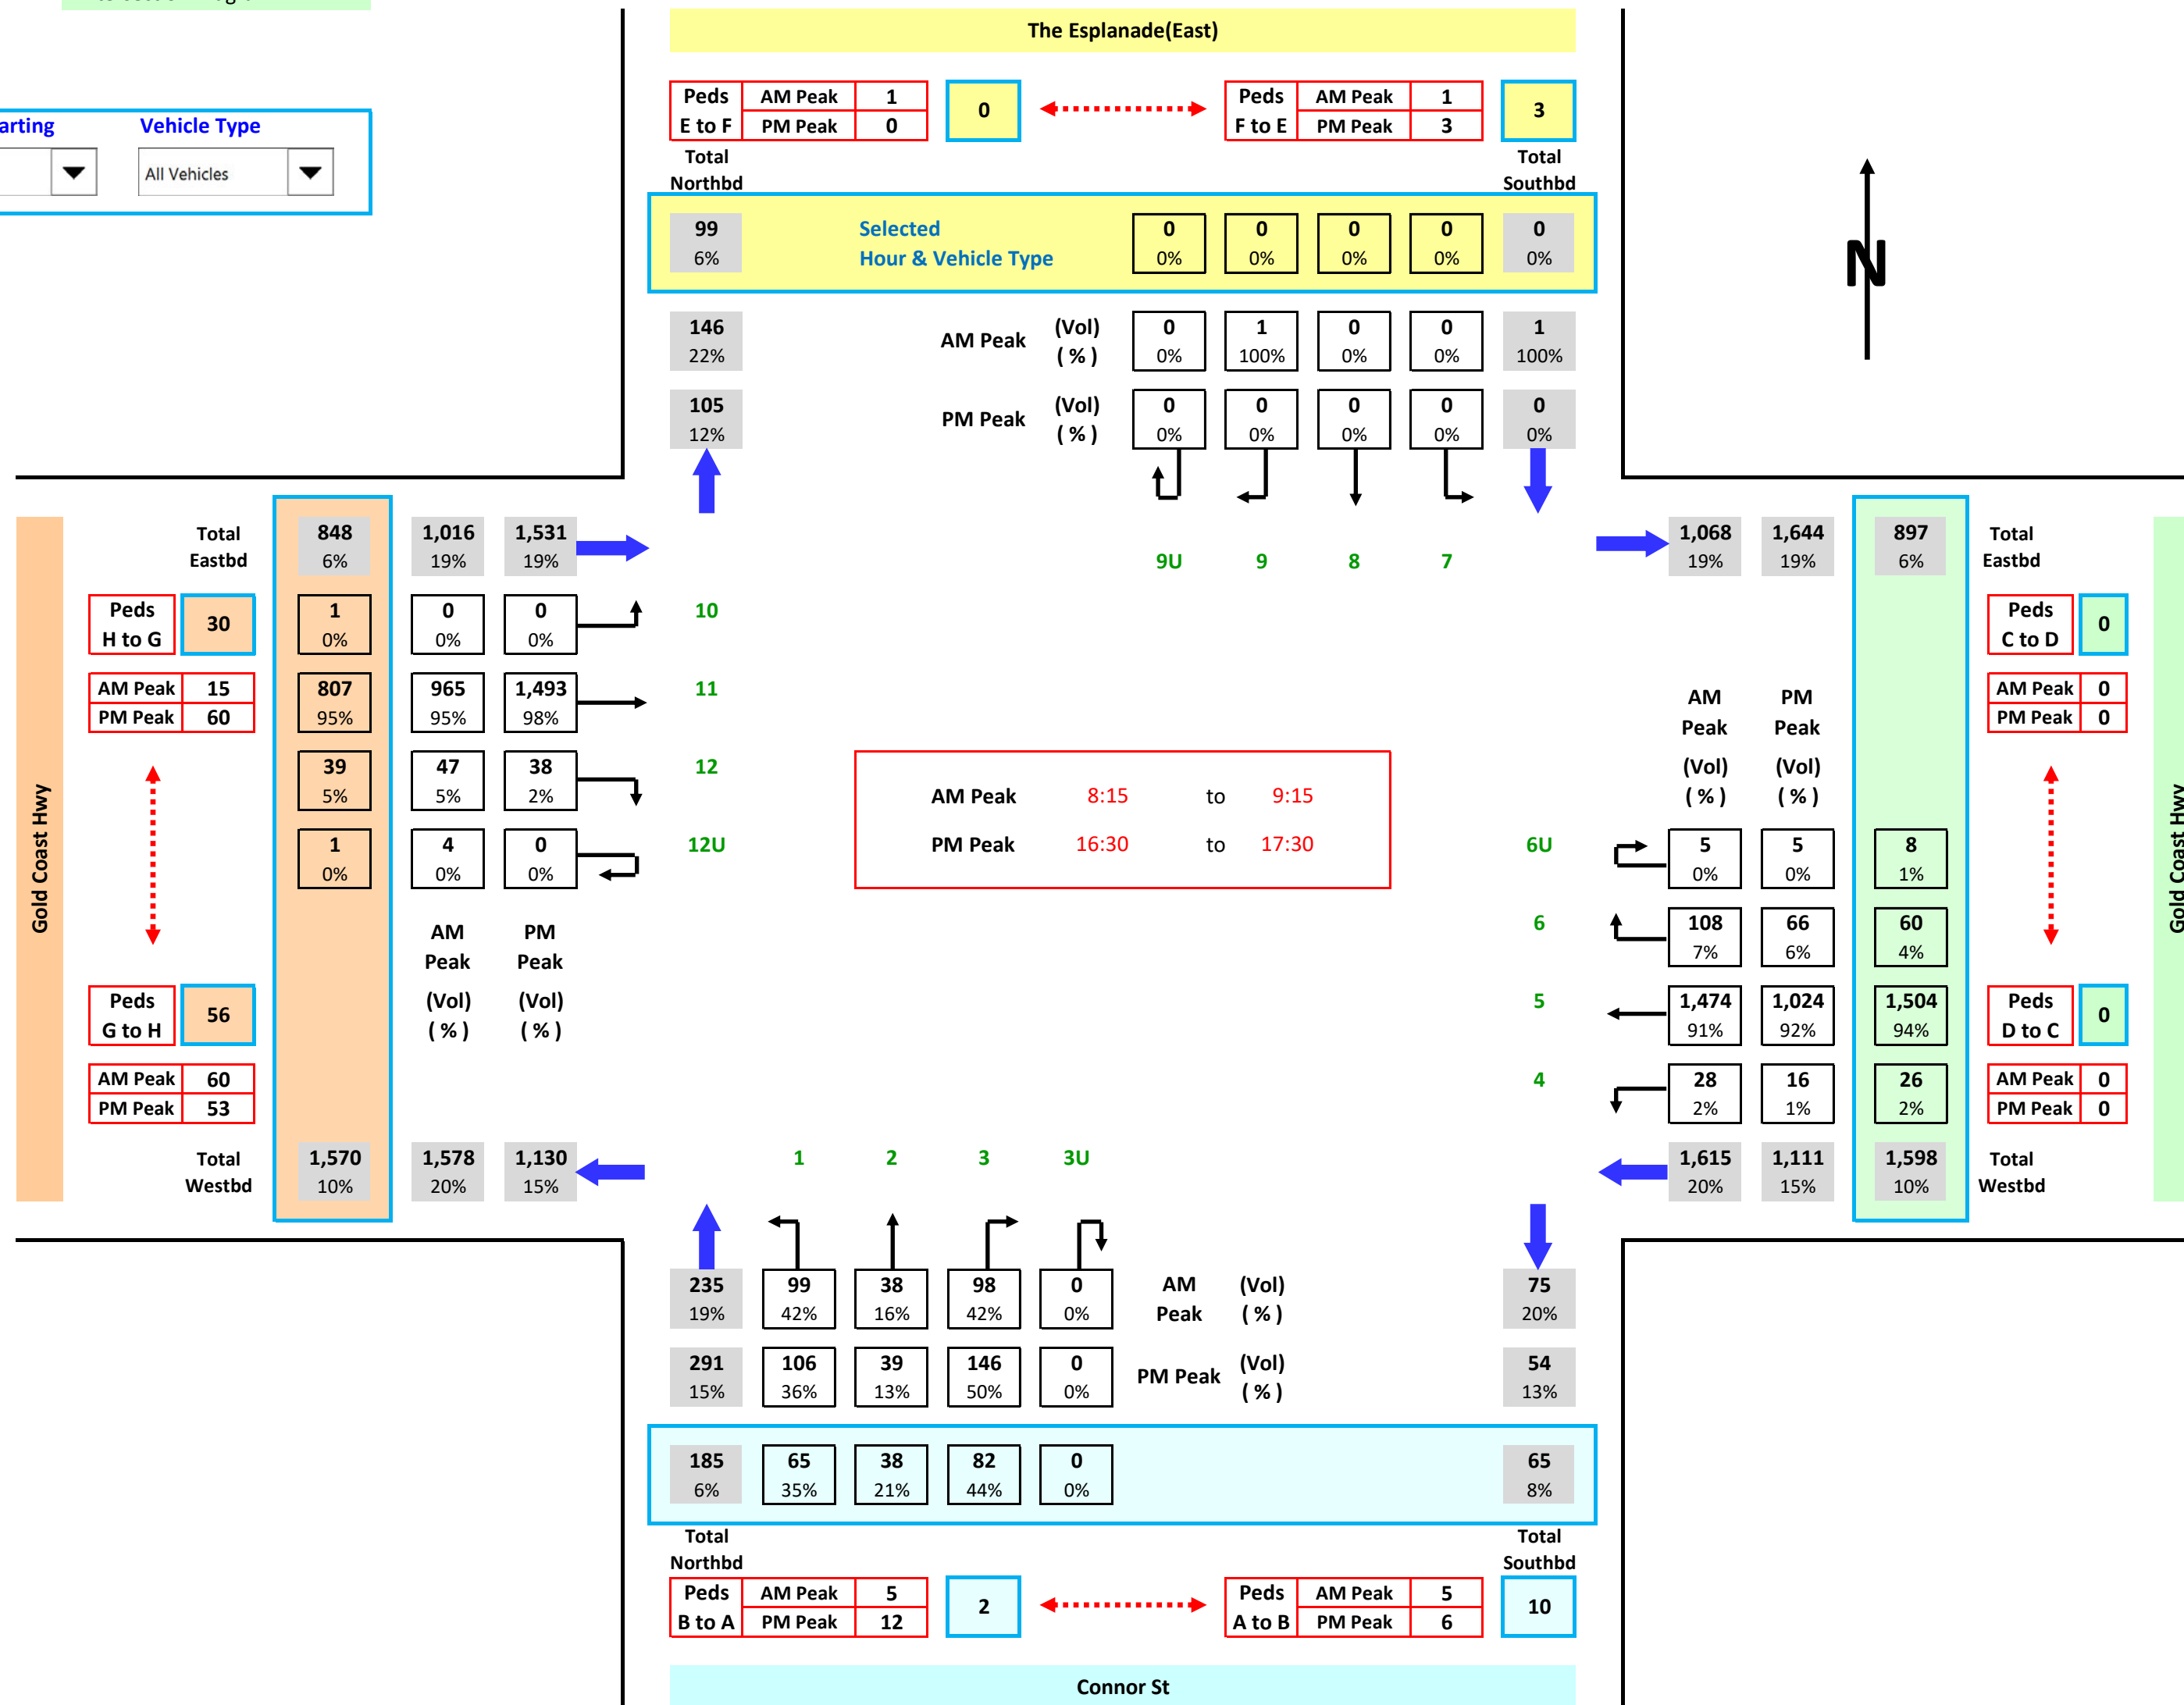 The Esplanade(East)
Peds AM Peak 1 0 Peds AM Peak 1 3
E to F PM Peak 0 F to E PM Peak 3
Vehicle Type
All Vehicles
Total Total
Northbd Southbd
99 Selected 0 0 0 0 0
6% Hour & Vehicle Type 0% 0% 0% 0% 0%
N
146 AM Peak (Vol) 0 1 0 0 1
22% ( % ) 0% 100% 0% 0% 100%
105 PM Peak (Vol) 0 0 0 0 0
12% ( % ) 0% 0% 0% 0% 0%
Total 848 1,016 1,531 1,068 1,644 897 Total
Eastbd 6% 19% 19% 9U 9 8 7 19% 19% 6% Eastbd
Peds 30 1 0 0 10 Peds 0
H to G 0% 0% 0% C to D
AM Peak 15 807 965 1,493 11 AM PM AM Peak 0
PM Peak 60 95% 95% 98% Peak Peak PM Peak 0
39 47 38 12 (Vol) (Vol)
5% 5% 2% ( % ) ( % )
AM Peak 8:15 to 9:15
PM Peak 16:30 to 17:30
Gold Coast Hwy
1 4 0 12U 6U 5 5 8
0% 0% 0% 0% 0% 1%
Gold Coast Hwy
AM PM 6 108 66 60
Peak Peak 7% 6% 4%
Peds 56 (Vol) (Vol) 5 1,474 1,024 1,504 Peds 0
G to H ( % ) ( % ) 91% 92% 94% D to C
AM Peak 60 4 28 16 26 AM Peak 0
PM Peak 53 2% 1% 2% PM Peak 0
Total 1,570 1,578 1,130 1 2 3 3U 1,615 1,111 1,598 Total
Westbd 10% 20% 15% 20% 15% 10% Westbd
235 99 38 98 0 AM (Vol) 75
19% 42% 16% 42% 0% Peak ( % ) 20%
291 106 39 146 0 PM Peak (Vol) 54
15% 36% 13% 50% 0% ( % ) 13%
185 65 38 82 0 65
6% 35% 21% 44% 0% 8%
Total Total
Northbd Southbd
Peds AM Peak 5 2 Peds AM Peak 5 10
B to A PM Peak 12 A to B PM Peak 6
Connor St